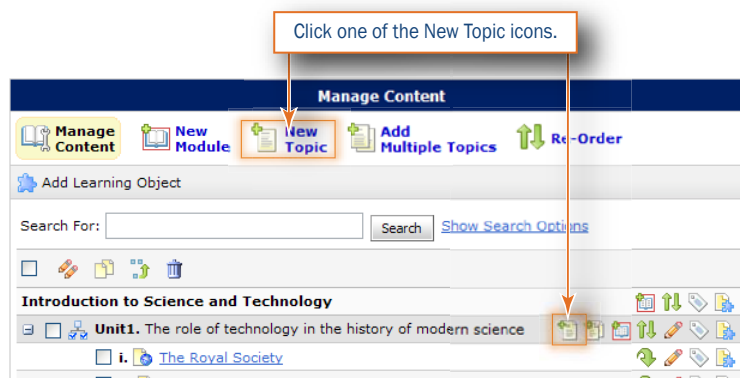 Click one of the New Topic icons.
Manage Content
Manage Content
New Module
New Topic
Add Multiple Topics
Re-Order
Add Learning Object
Search For:
Search
Show Search Options
Introduction to Science and Technology
Unit1. The role of technology in the history of modern science
i. The Royal Society